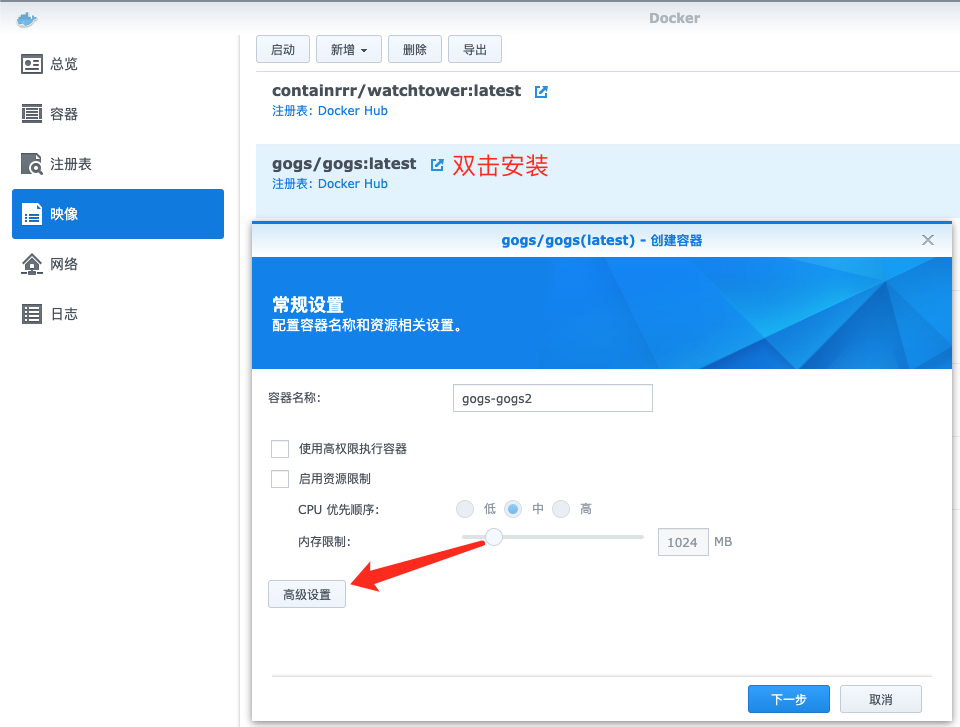 Docker
总览
容器
注册表
映像
网络
日志
启动
新增
删除
导出
containrrr/watchtower:latest
注册表: Docker Hub
gogs/gogs:latest 双击安装
注册表: Docker Hub
gogs/gogs(latest) - 创建容器
常规设置
配置容器名称和资源相关设置。
容器名称: gogs-gogs2
使用高权限执行容器
启用资源限制
CPU 优先顺序: 低 中 高
内存限制: 1024 MB
高级设置
下一步 取消